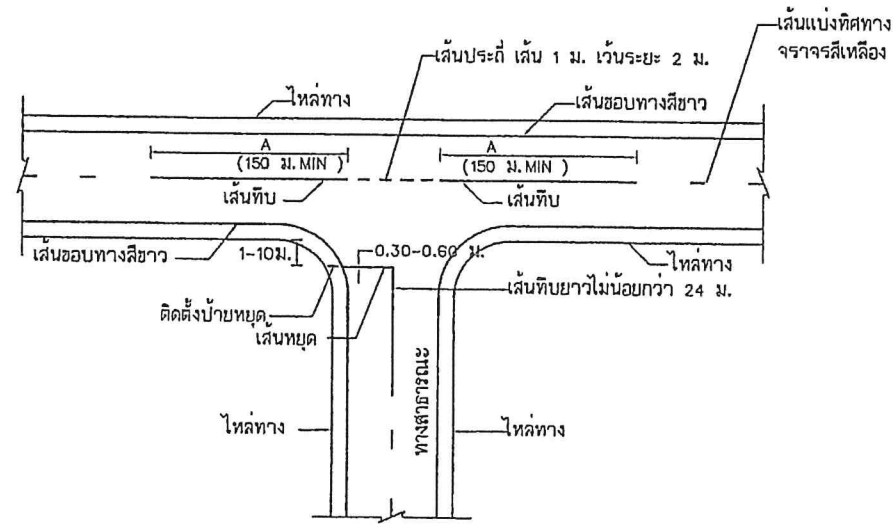 เส้นแบ่งทิศทาง
จราจรสีเหลือง
เส้นประถี่ เส้น 1 ม. เว้นระยะ 2 ม.
ไหล่ทาง
เส้นขอบทางสีขาว
A
(150 ม. MIN)
A
(150 ม. MIN)
เส้นทึบ
เส้นทึบ
เส้นขอบทางสีขาว
1-10ม.
0.30-0.60 ม.
ไหล่ทาง
ติดตั้งป้ายหยุด
เส้นทึบยาวไม่น้อยกว่า 24 ม.
เส้นหยุด
ทางสาธารณะ
ไหล่ทาง
ไหล่ทาง